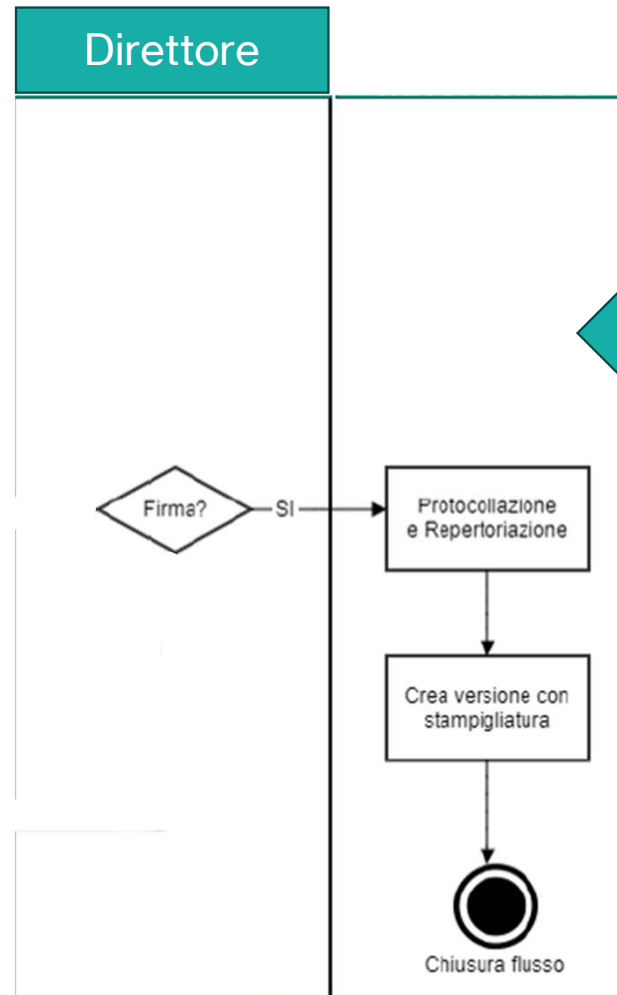 Direttore
Firma?
SI
Protocollazione
e Repertoriazione
Crea versione con
stampigliatura
Chiusura flusso